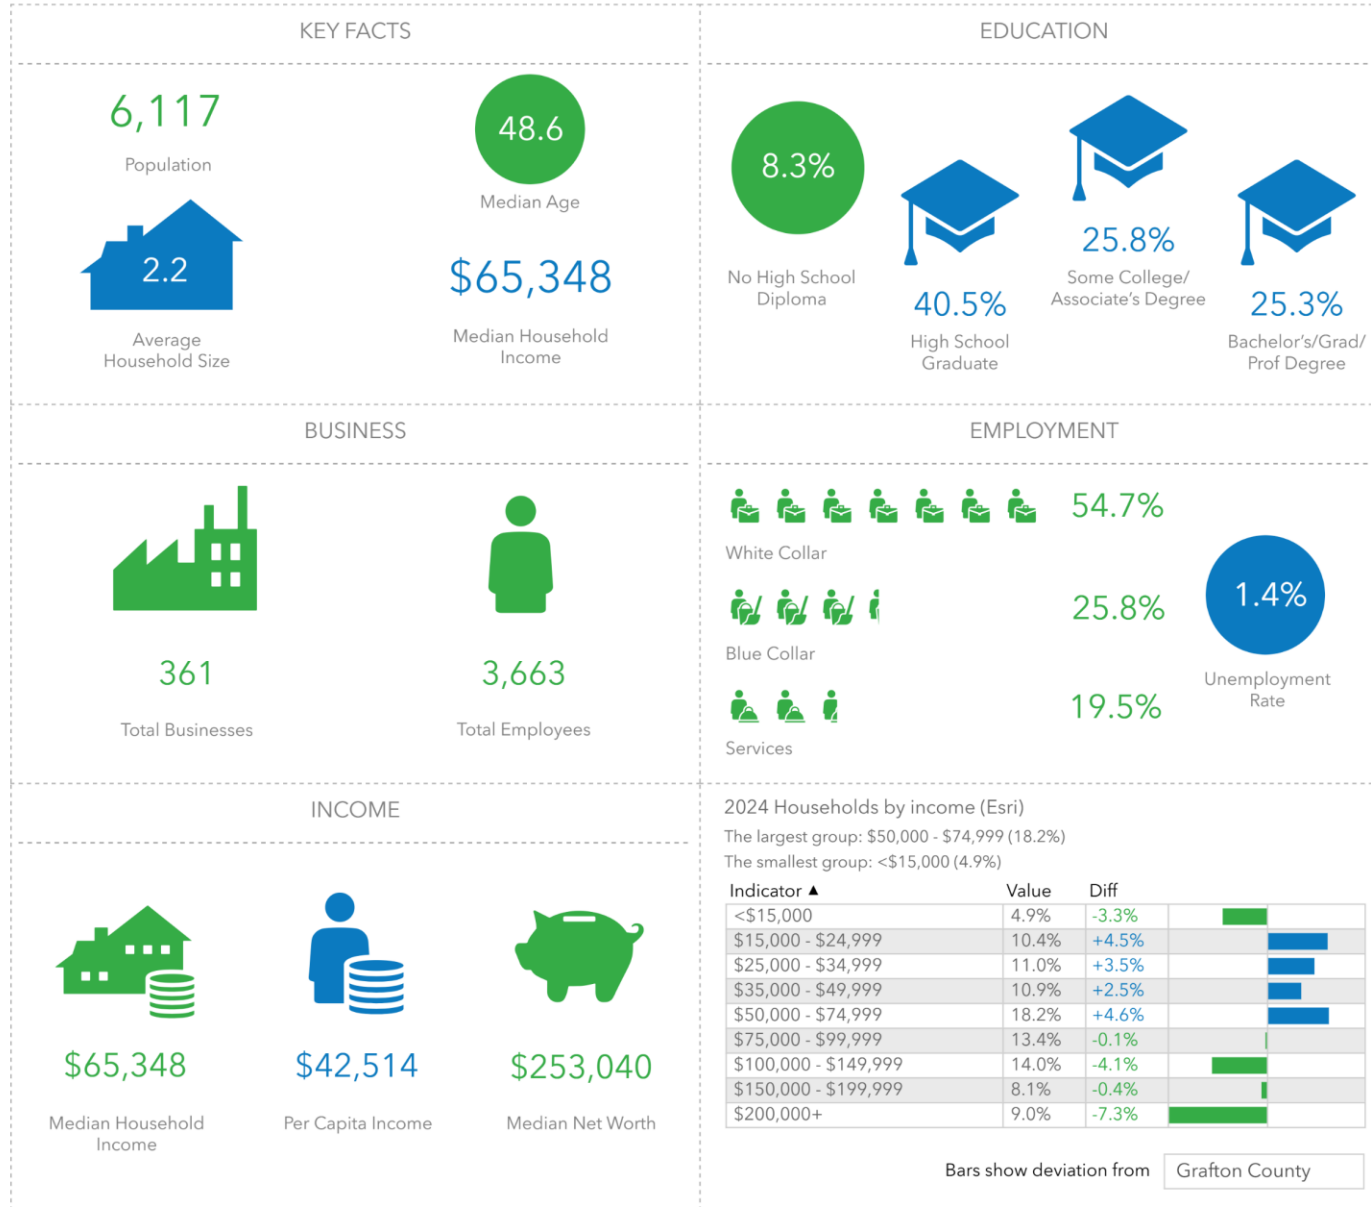 KEY FACTS
6,117
Population
48.6
Median Age
2.2
Average
Household Size
$65,348
Median Household
Income
EDUCATION
8.3%
No High School
Diploma
40.5%
High School
Graduate
25.8%
Some College/
Associate's Degree
25.3%
Bachelor's/Grad/
Prof Degree
BUSINESS
361
Total Businesses
3,663
Total Employees
EMPLOYMENT
54.7%
White Collar
25.8%
Blue Collar
19.5%
Services
1.4%
Unemployment
Rate
INCOME
$65,348
Median Household
Income
$42,514
Per Capita Income
$253,040
Median Net Worth
2024 Households by income (Esri)
The largest group: $50,000 - $74,999 (18.2%)
The smallest group: <$15,000 (4.9%)
Indicator ▲ Value Diff
<$15,000 4.9% -3.3%
$15,000 - $24,999 10.4% +4.5%
$25,000 - $34,999 11.0% +3.5%
$35,000 - $49,999 10.9% +2.5%
$50,000 - $74,999 18.2% +4.6%
$75,000 - $99,999 13.4% -0.1%
$100,000 - $149,999 14.0% -4.1%
$150,000 - $199,999 8.1% -0.4%
$200,000+ 9.0% -7.3%
Bars show deviation from Grafton County